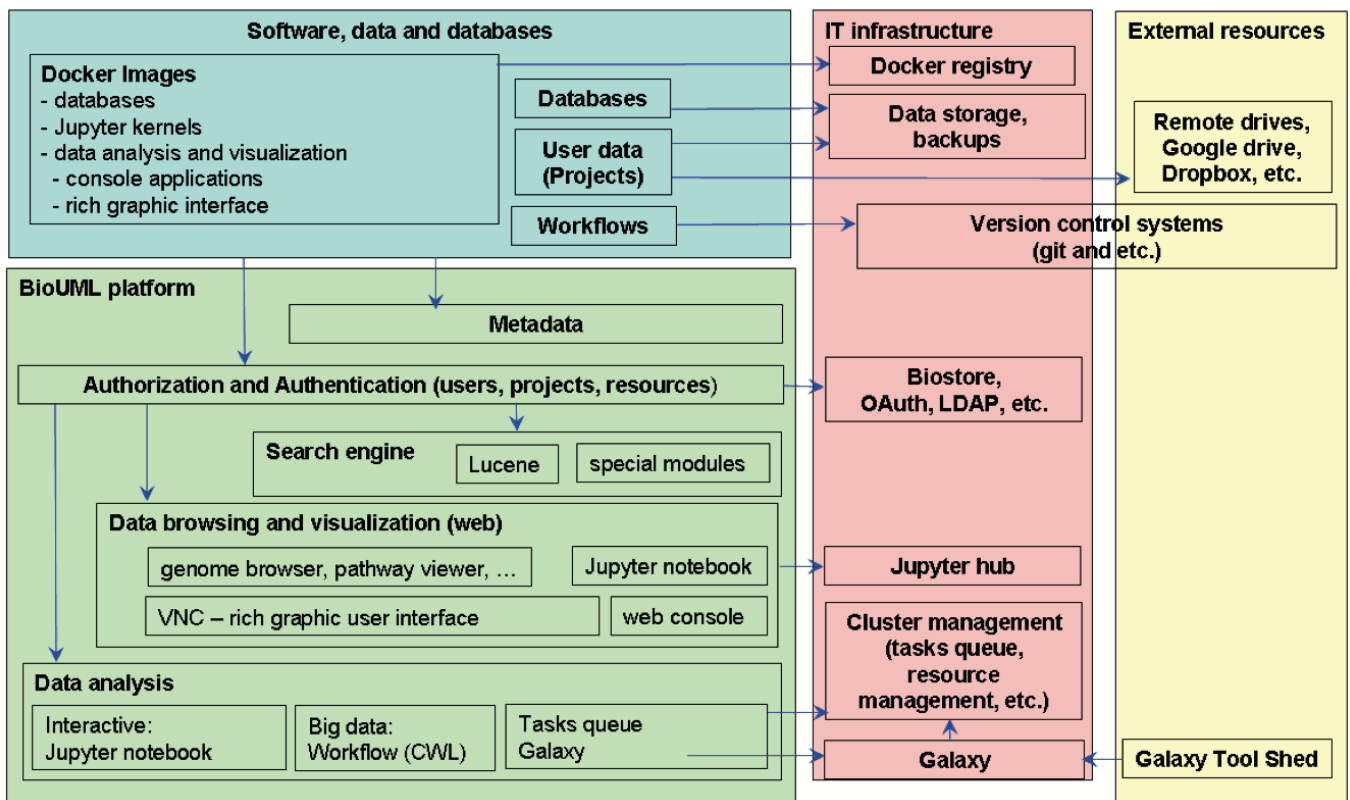 Software, data and databases
Docker Images
- databases
- Jupyter kernels
- data analysis and visualization
- console applications
- rich graphic interface
Databases
User data
(Projects)
Workflows
IT infrastructure
Docker registry
Data storage,
backups
External resources
Remote drives,
Google drive,
Dropbox, etc.
Version control systems
(git and etc.)
BioUML platform
Metadata
Authorization and Authentication (users, projects, resources)
Biostore,
OAuth, LDAP, etc.
Search engine
Lucene
special modules
Data browsing and visualization (web)
genome browser, pathway viewer, …
Jupyter notebook
VNC – rich graphic user interface
web console
Jupyter hub
Cluster management
(tasks queue,
resource
management, etc.)
Data analysis
Interactive:
Jupyter notebook
Big data:
Workflow (CWL)
Tasks queue
Galaxy
Galaxy
Galaxy Tool Shed